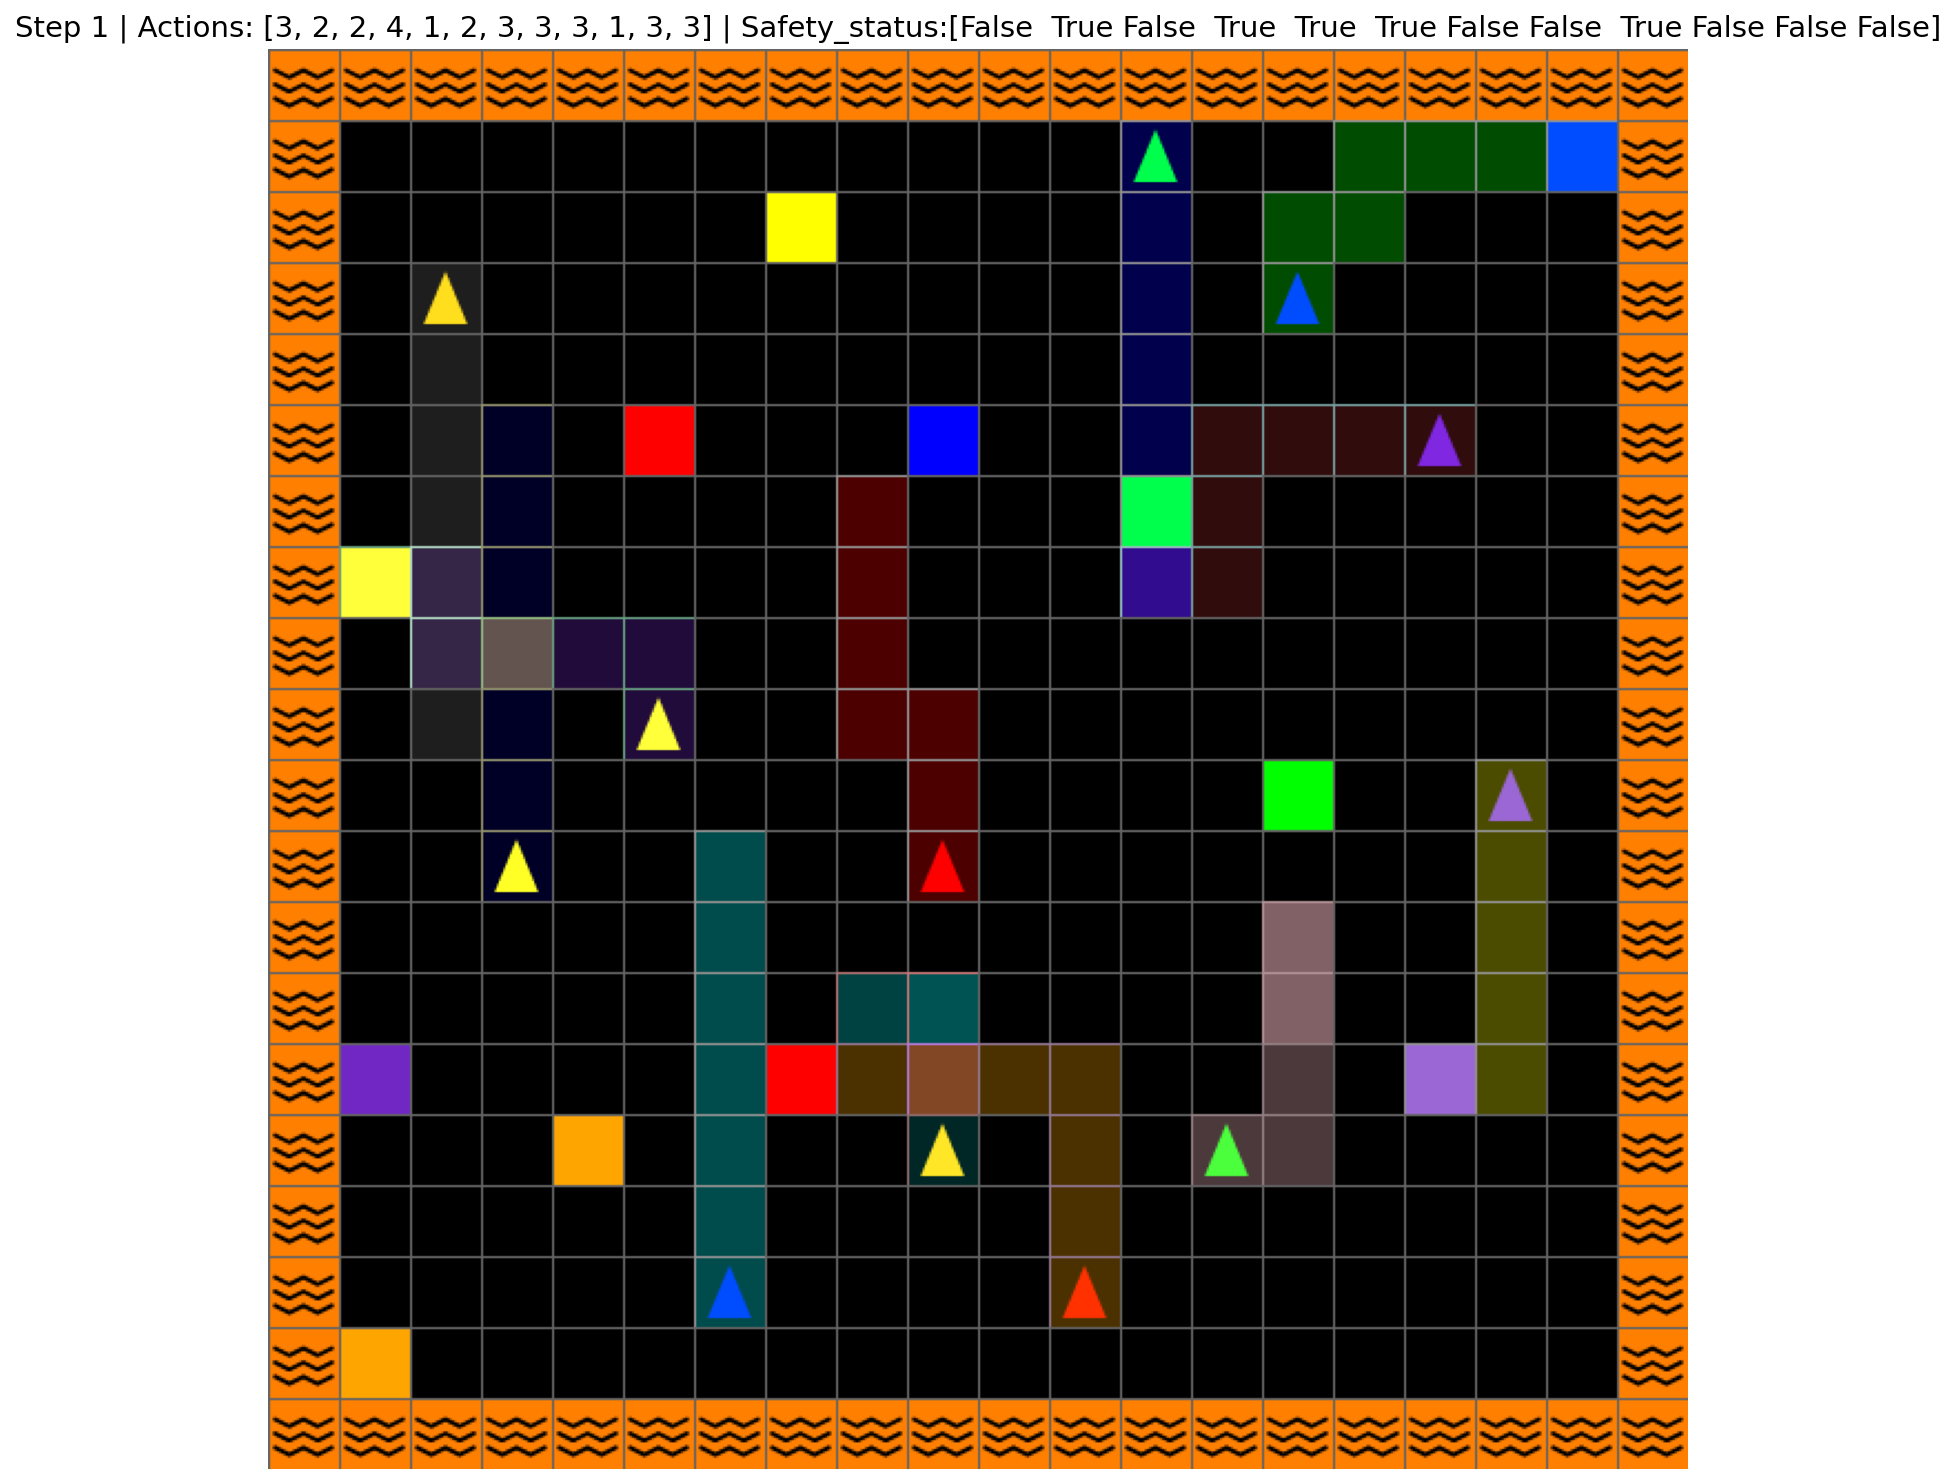 Step 1 | Actions: [3, 2, 2, 4, 1, 2, 3, 3, 3, 1, 3, 3] | Safety_status:[False  True False  True  True  True False False  True False False False]